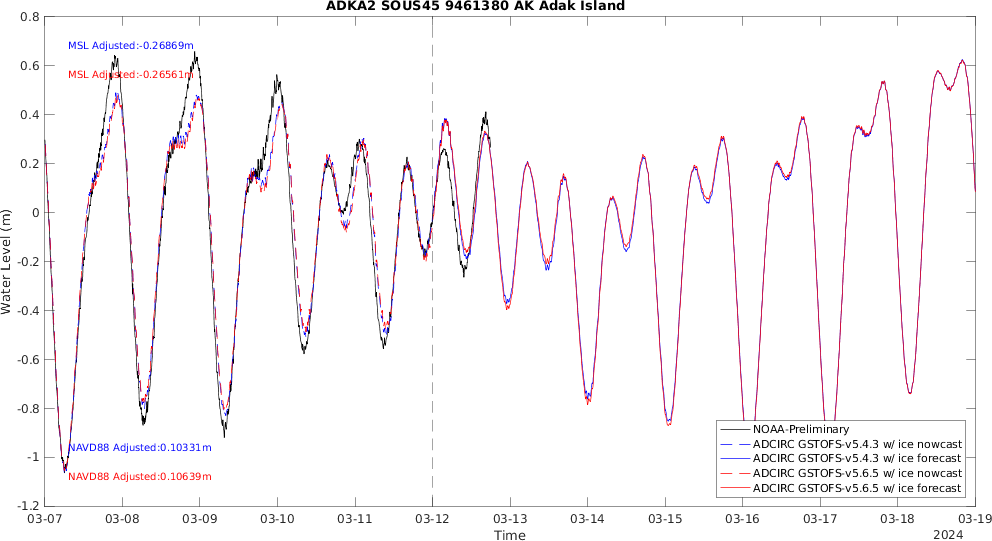 ADKA2 SOUS45 9461380 AK Adak Island
0.8
0.6
0.4
0.2
0
-0.2
-0.4
-0.6
-0.8
-1
-1.2
Water Level (m)
MSL Adjusted:-0.26869m
MSL Adjusted:-0.26561m
NAVD88 Adjusted:0.10331m
NAVD88 Adjusted:0.10639m
NOAA-Preliminary
ADCIRC GSTOFS-v5.4.3 w/ ice nowcast
ADCIRC GSTOFS-v5.4.3 w/ ice forecast
ADCIRC GSTOFS-v5.6.5 w/ ice nowcast
ADCIRC GSTOFS-v5.6.5 w/ ice forecast
03-07 03-08 03-09 03-10 03-11 03-12 03-13 03-14 03-15 03-16 03-17 03-18 03-19
Time
2024